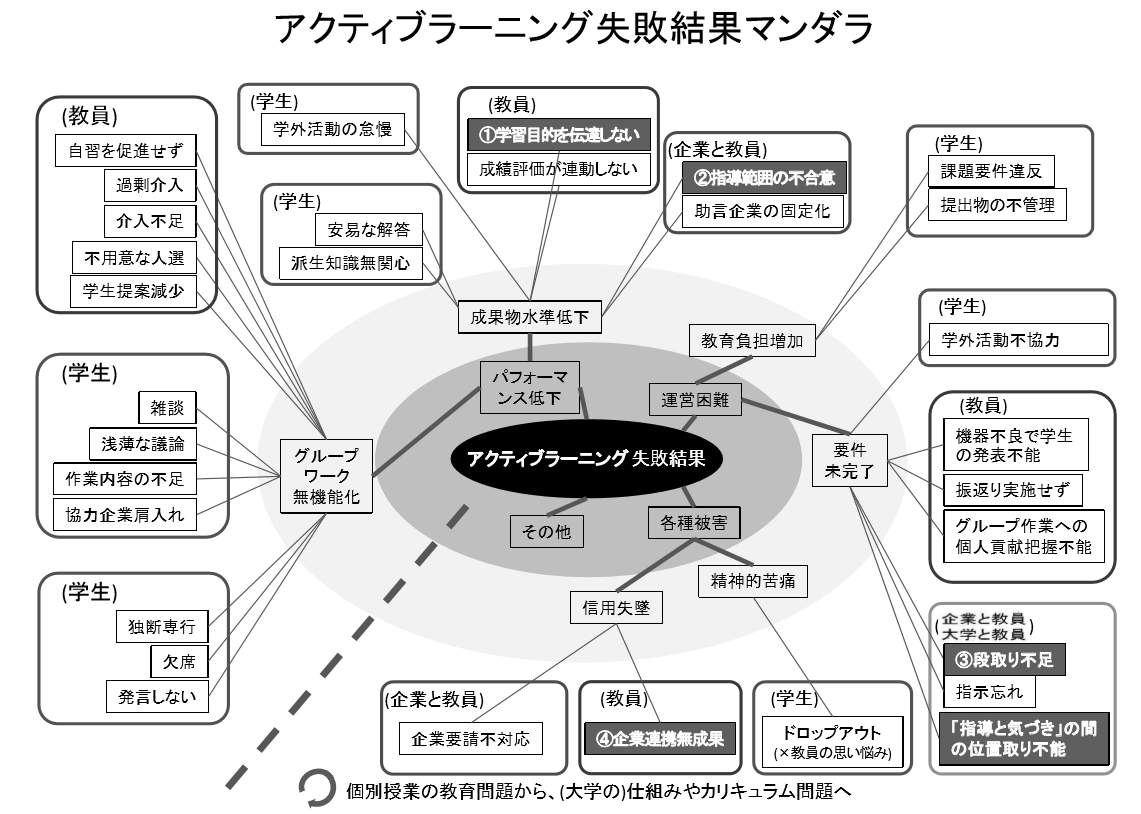 アクティブラーニング失敗結果マンダラ
(教員)
自習を促進せず
過剰介入
介入不足
不用意な人選
学生提案減少
(学生)
学外活動の怠慢
(学生)
安易な解答
派生知識無関心
(教員)
①学習目的を伝達しない
成績評価が連動しない
(企業と教員)
②指導範囲の不合意
助言企業の固定化
(学生)
課題要件違反
提出物の不管理
成果物水準低下
教育負担増加
(学生)
学外活動不協力
パフォーマ
ンス低下
運営困難
(学生)
雑談
浅薄な議論
作業内容の不足
協力企業肩入れ
グループ
ワーク
無機能化
アクティブラーニング 失敗結果
要件
未完了
(教員)
機器不良で学生
の発表不能
振返り実施せず
グループ作業への
個人貢献把握不能
その他
各種被害
精神的苦痛
信用失墜
(学生)
独断専行
欠席
発言しない
(企業と教員
大学と教員)
③段取り不足
指示忘れ
「指導と気づき」の間
の位置取り不能
(企業と教員)
企業要請不対応
(教員)
④企業連携無成果
(学生)
ドロップアウト
(×教員の思い悩み)
個別授業の教育問題から、(大学の)仕組みやカリキュラム問題へ